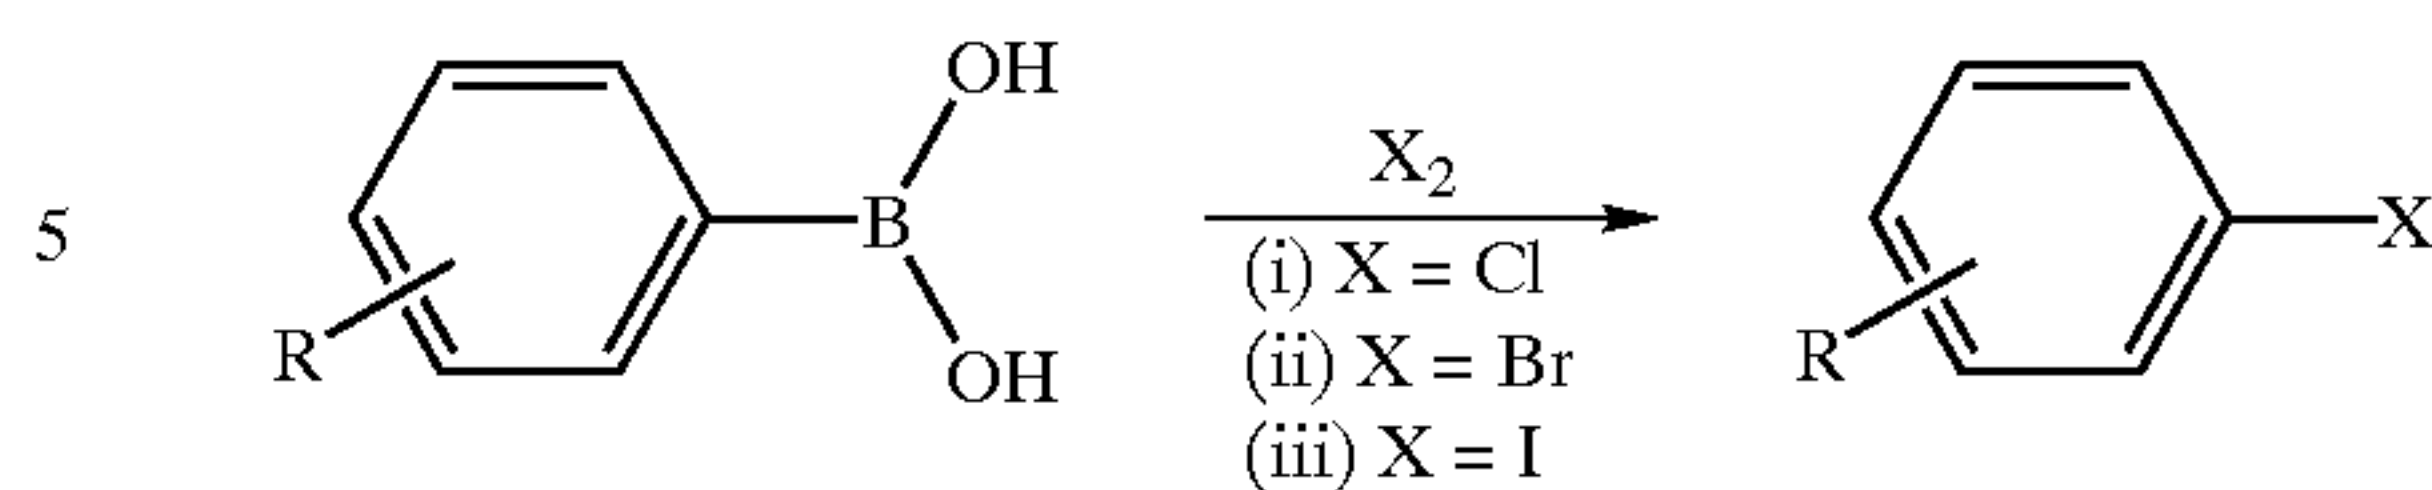 OH
X₂
5
B
X
(i) X = Cl
R
(ii) X = Br
R
OH
(iii) X = I